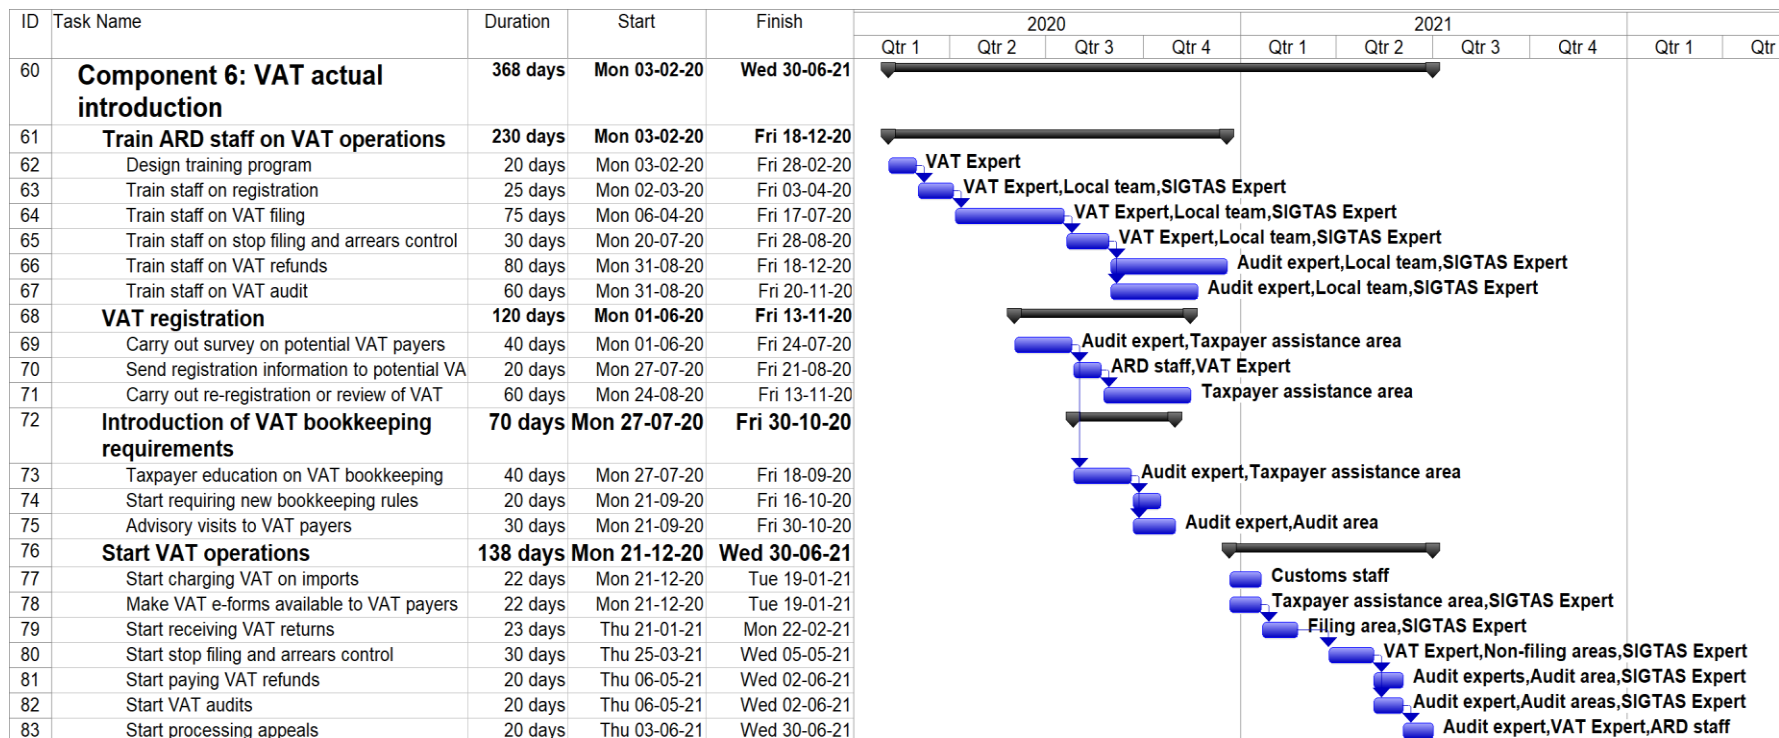 ID Task Name Duration Start Finish 2020 2021
Qtr 1 Qtr 2 Qtr 3 Qtr 4 Qtr 1 Qtr 2 Qtr 3 Qtr 4 Qtr 1 Qtr
60 Component 6: VAT actual 368 days Mon 03-02-20 Wed 30-06-21
introduction
61 Train ARD staff on VAT operations 230 days Mon 03-02-20 Fri 18-12-20
62 Design training program 20 days Mon 03-02-20 Fri 28-02-20 VAT Expert
63 Train staff on registration 25 days Mon 02-03-20 Fri 03-04-20 VAT Expert,Local team,SIGTAS Expert
64 Train staff on VAT filing 75 days Mon 06-04-20 Fri 17-07-20 VAT Expert,Local team,SIGTAS Expert
65 Train staff on stop filing and arrears control 30 days Mon 20-07-20 Fri 28-08-20 VAT Expert,Local team,SIGTAS Expert
66 Train staff on VAT refunds 80 days Mon 31-08-20 Fri 18-12-20 Audit expert,Local team,SIGTAS Expert
67 Train staff on VAT audit 60 days Mon 31-08-20 Fri 20-11-20 Audit expert,Local team,SIGTAS Expert
68 VAT registration 120 days Mon 01-06-20 Fri 13-11-20
69 Carry out survey on potential VAT payers 40 days Mon 01-06-20 Fri 24-07-20 Audit expert,Taxpayer assistance area
70 Send registration information to potential VA 20 days Mon 27-07-20 Fri 21-08-20 ARD staff,VAT Expert
71 Carry out re-registration or review of VAT 60 days Mon 24-08-20 Fri 13-11-20 Taxpayer assistance area
72 Introduction of VAT bookkeeping 70 days Mon 27-07-20 Fri 30-10-20
requirements
73 Taxpayer education on VAT bookkeeping 40 days Mon 27-07-20 Fri 18-09-20 Audit expert,Taxpayer assistance area
74 Start requiring new bookkeeping rules 20 days Mon 21-09-20 Fri 16-10-20
75 Advisory visits to VAT payers 30 days Mon 21-09-20 Fri 30-10-20 Audit expert,Audit area
76 Start VAT operations 138 days Mon 21-12-20 Wed 30-06-21
77 Start charging VAT on imports 22 days Mon 21-12-20 Tue 19-01-21 Customs staff
78 Make VAT e-forms available to VAT payers 22 days Mon 21-12-20 Tue 19-01-21 Taxpayer assistance area,SIGTAS Expert
79 Start receiving VAT returns 23 days Thu 21-01-21 Mon 22-02-21 Filing area,SIGTAS Expert
80 Start stop filing and arrears control 30 days Thu 25-03-21 Wed 05-05-21 VAT Expert,Non-filing areas,SIGTAS Expert
81 Start paying VAT refunds 20 days Thu 06-05-21 Wed 02-06-21 Audit experts,Audit area,SIGTAS Expert
82 Start VAT audits 20 days Thu 06-05-21 Wed 02-06-21 Audit expert,Audit areas,SIGTAS Expert
83 Start processing appeals 20 days Thu 03-06-21 Wed 30-06-21 Audit expert,VAT Expert,ARD staff